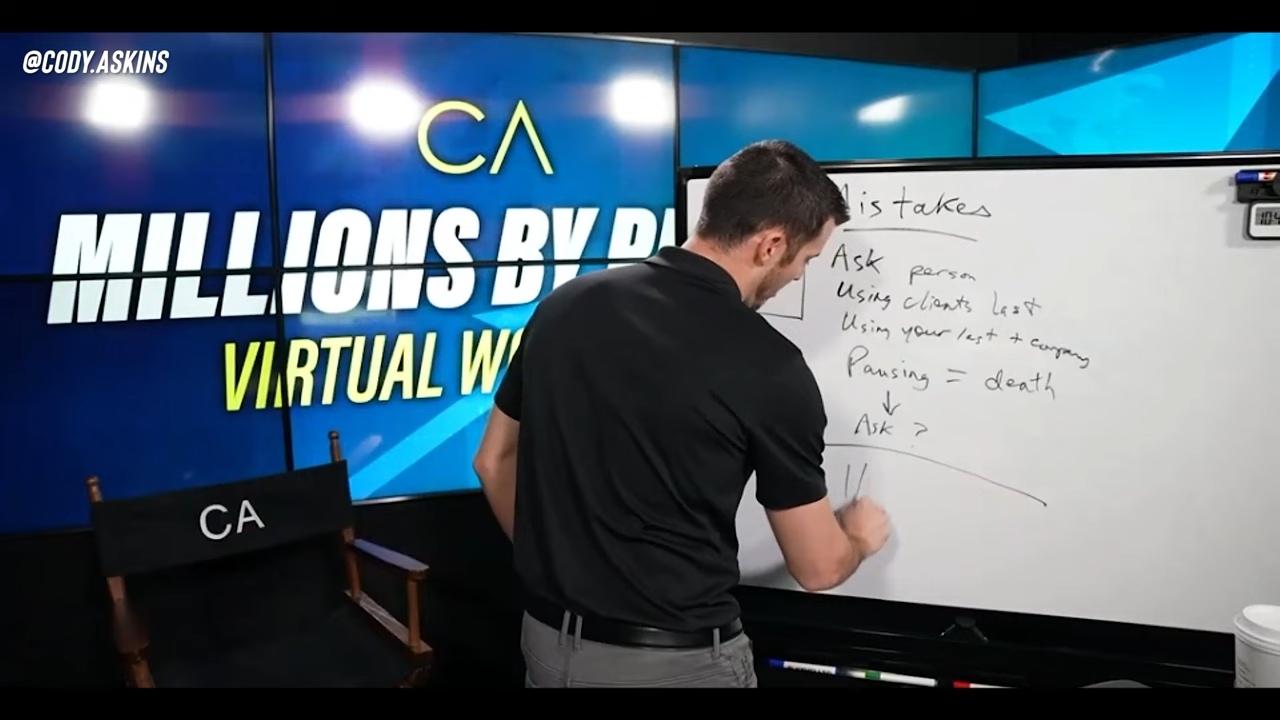 @CODY.ASKINS
CA
MILLIONS BY
VIRTUAL
CA
Mistakes
Ask person
Using clients last
Using your last + company
Pausing = death
Ask ?